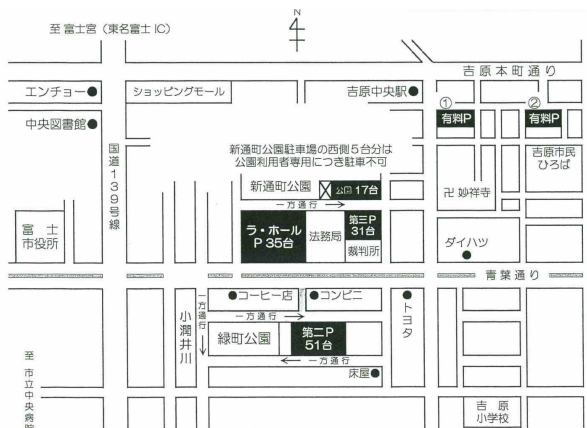 至 富士宮（東名富士IC）
N
4
吉原本町通り
エンチョー●
ショッピングモール
吉原中央駅●
①
②
有料P
有料P
中央図書館●
新通町公園駐車場の西側5台分は
公園利用者専用につき駐車不可
吉原市民
ひろば
国道139号線
新通町公園
公園 17台
卍 妙祥寺
一方通行
富士
市役所
ラ・ホール
P 35台
法務局
第三P
31台
裁判所
ダイハツ
青葉通り
●コーヒー店
●コンビニ
一方通行
小潤井川
一方通行
トヨタ
緑町公園
第二P
51台
一方通行
床屋●
至 市立中央病院
吉原
小学校